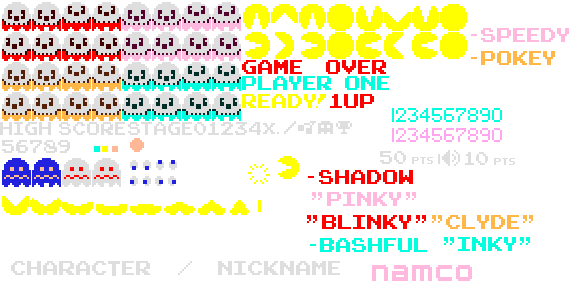 -SPEEDY
-POKEY
GAME OVER
PLAYER ONE
READY! 1UP
1234567890
HIGH SCORESTAGE01234X./
1234567890
56789
50 PTS 10 PTS
-SHADOW
"PINKY"
"BLINKY" "CLYDE"
-BASHFUL "INKY"
CHARACTER / NICKNAME
namco